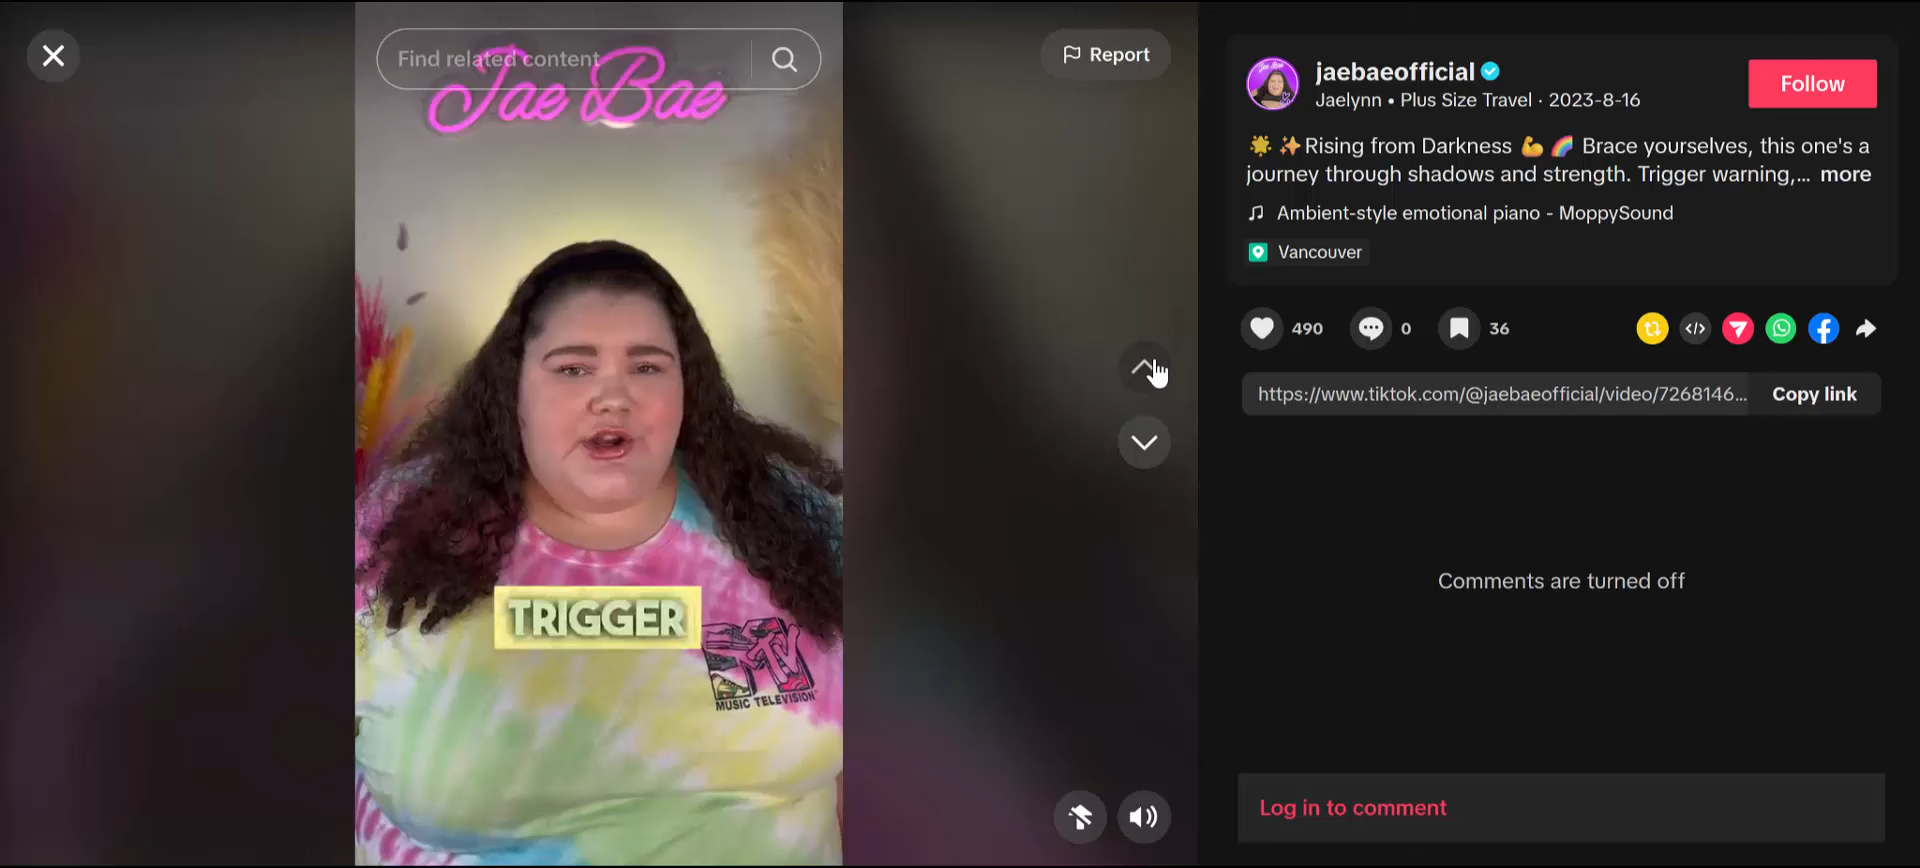 Find related content
Jae Bae
Report
TRIGGER
MTV
MUSIC TELEVISION
jaebaeofficial
Jaelynn • Plus Size Travel · 2023-8-16
Follow
🌟 ✨Rising from Darkness 💪 🌈 Brace yourselves, this one's a
journey through shadows and strength. Trigger warning,... more
Ambient-style emotional piano - MoppySound
Vancouver
490
0
36
https://www.tiktok.com/@jaebaeofficial/video/7268146...
Copy link
Comments are turned off
Log in to comment